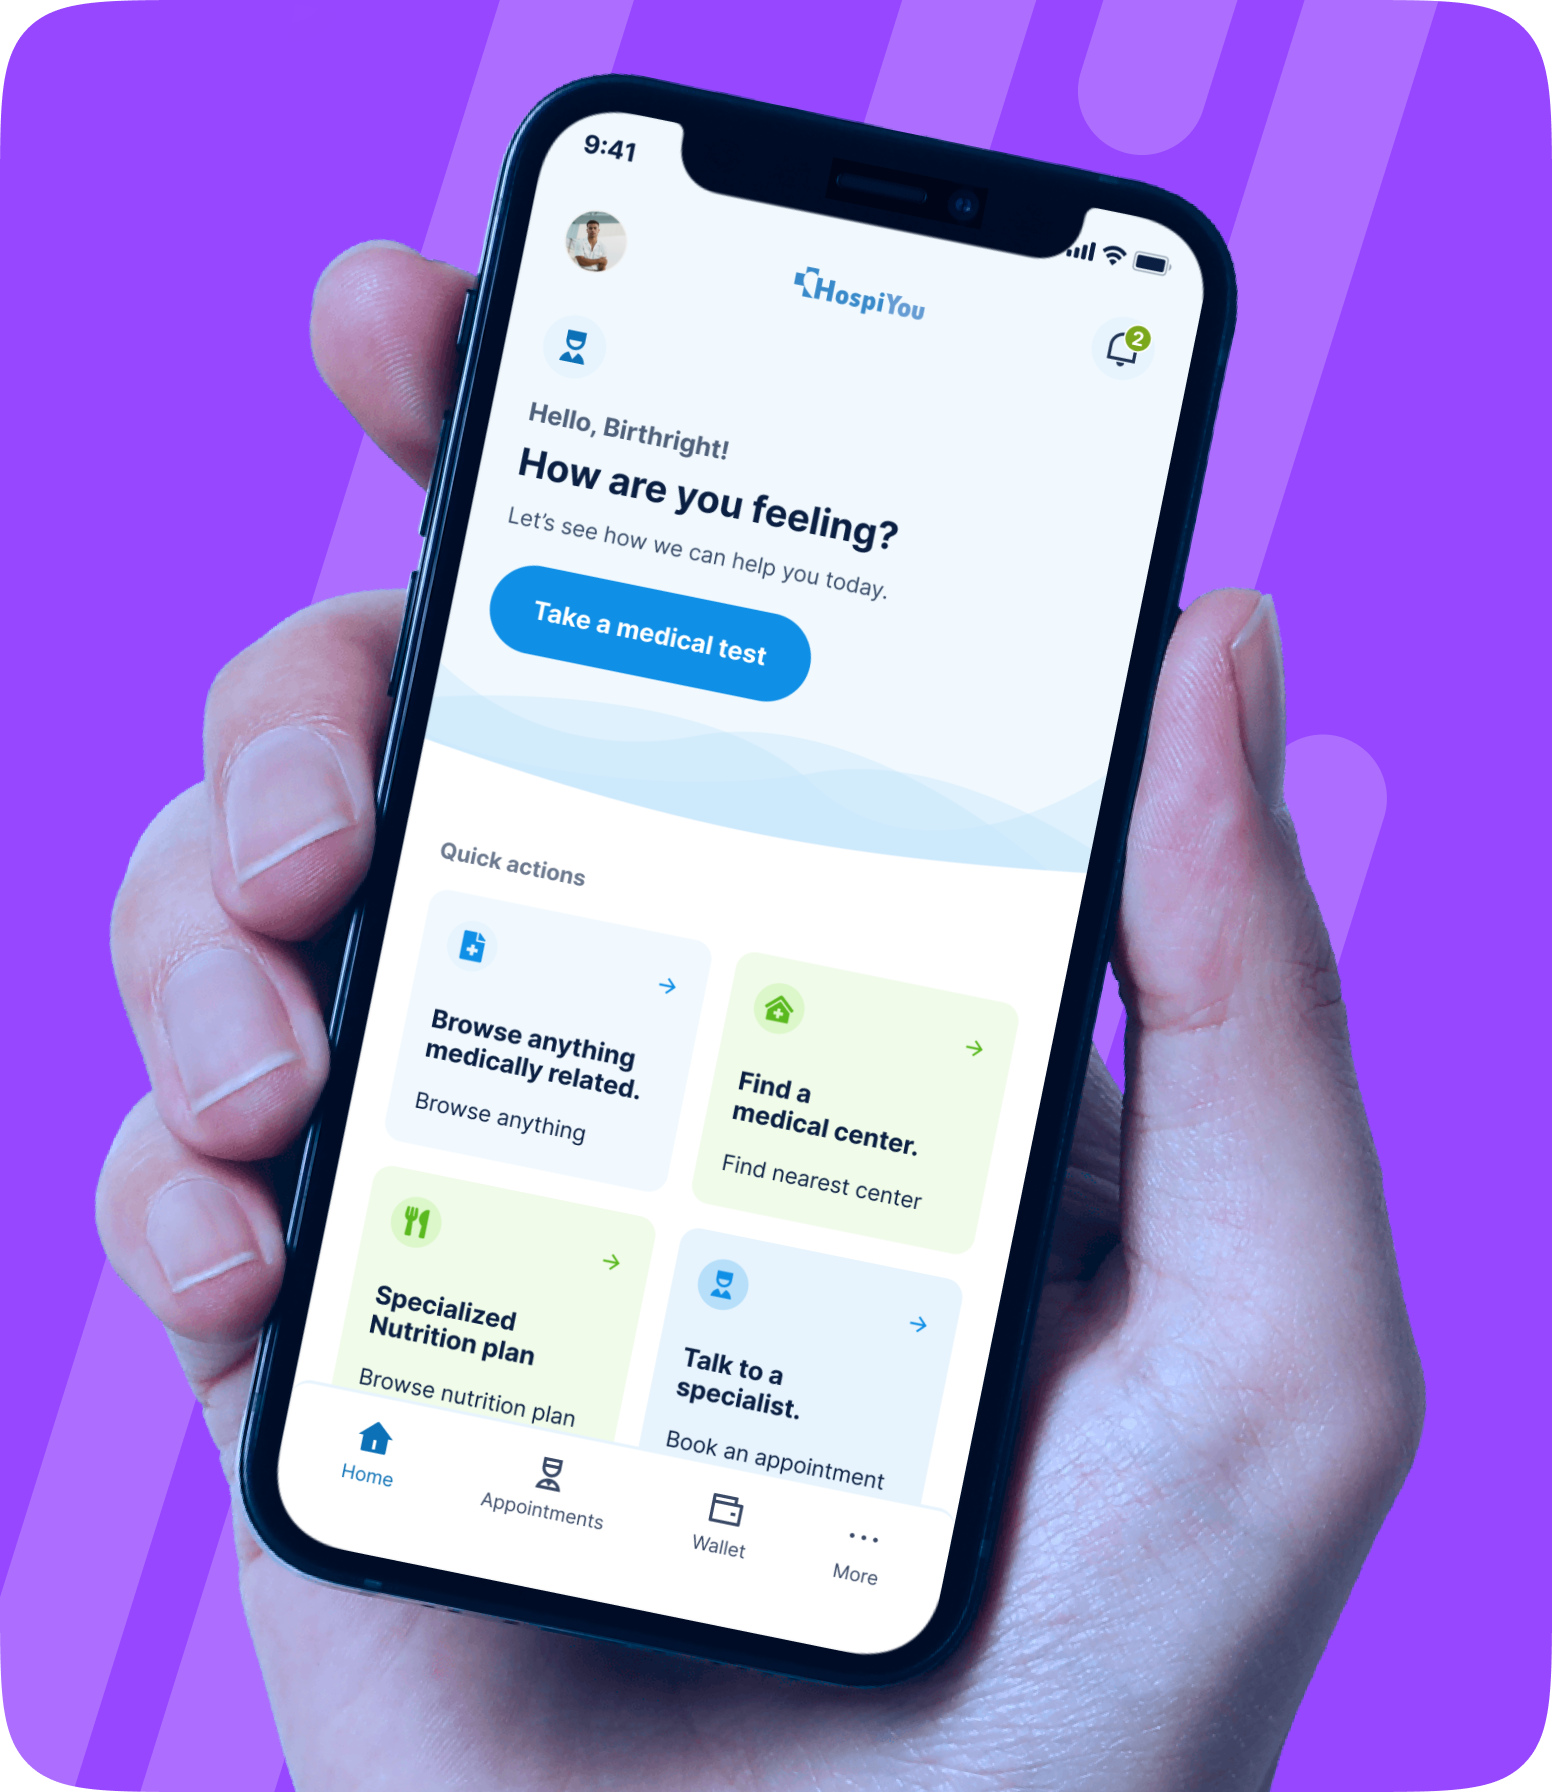 9:41
HospiYou
2
Hello, Birthright!
How are you feeling?
Let's see how we can help you today.
Take a medical test
Quick actions
Browse anything
medically related.
Browse anything
Find a
medical center.
Find nearest center
Specialized
Nutrition plan
Browse nutrition plan
Talk to a
specialist.
Book an appointment
Home
Appointments
Wallet
More